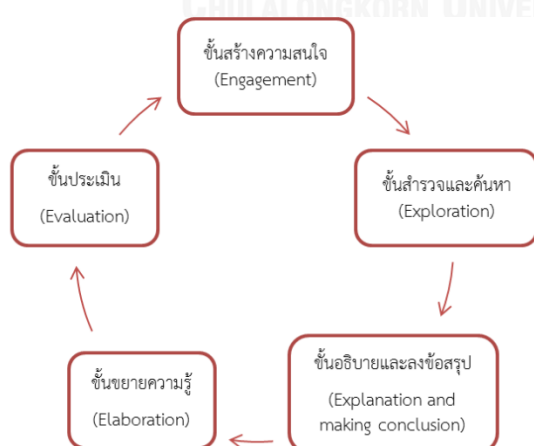 CHULALONGKORN UNIVE
ขั้นสร้างความสนใจ
(Engagement)
ขั้นสำรวจและค้นหา
(Exploration)
ขั้นอธิบายและลงข้อสรุป
(Explanation and
making conclusion)
ขั้นขยายความรู้
(Elaboration)
ขั้นประเมิน
(Evaluation)